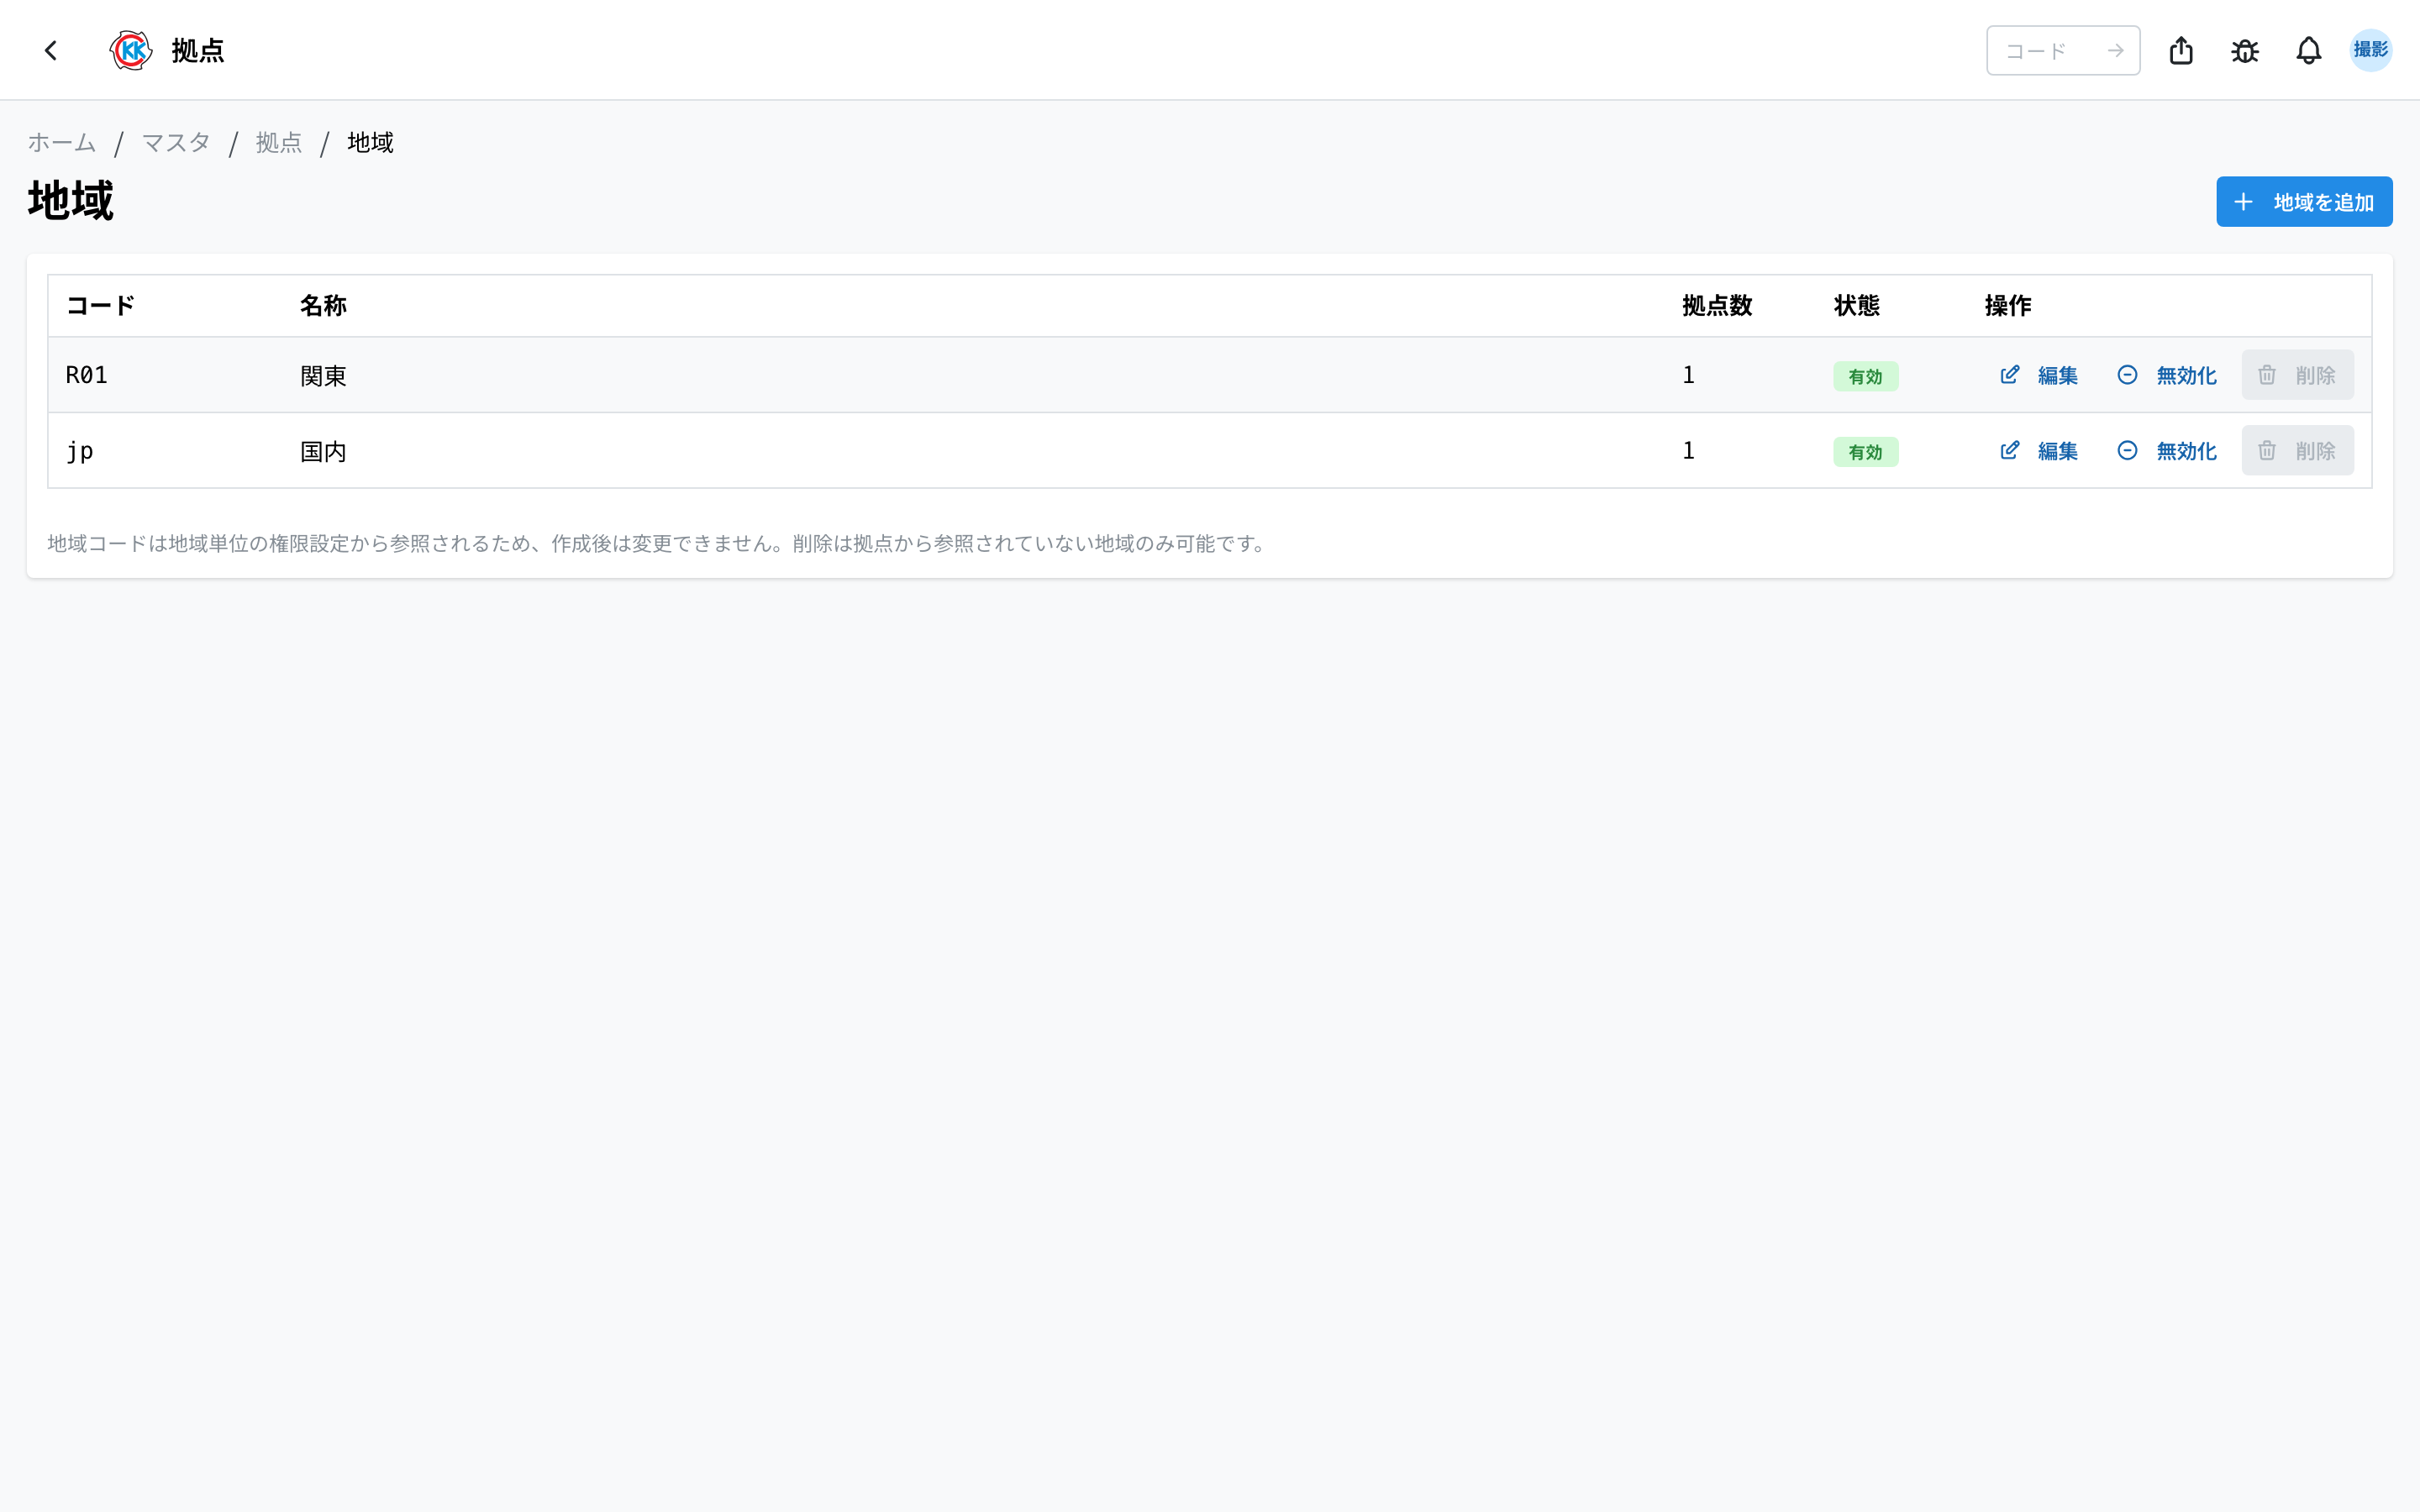 KK 拠点 コード 撮影
ホーム / マスタ / 拠点 / 地域
地域 地域を追加
コード 名称 拠点数 状態 操作
R01 関東 1 有効 編集 無効化 削除
jp 国内 1 有効 編集 無効化 削除
地域コードは地域単位の権限設定から参照されるため、作成後は変更できません。削除は拠点から参照されていない地域のみ可能です。